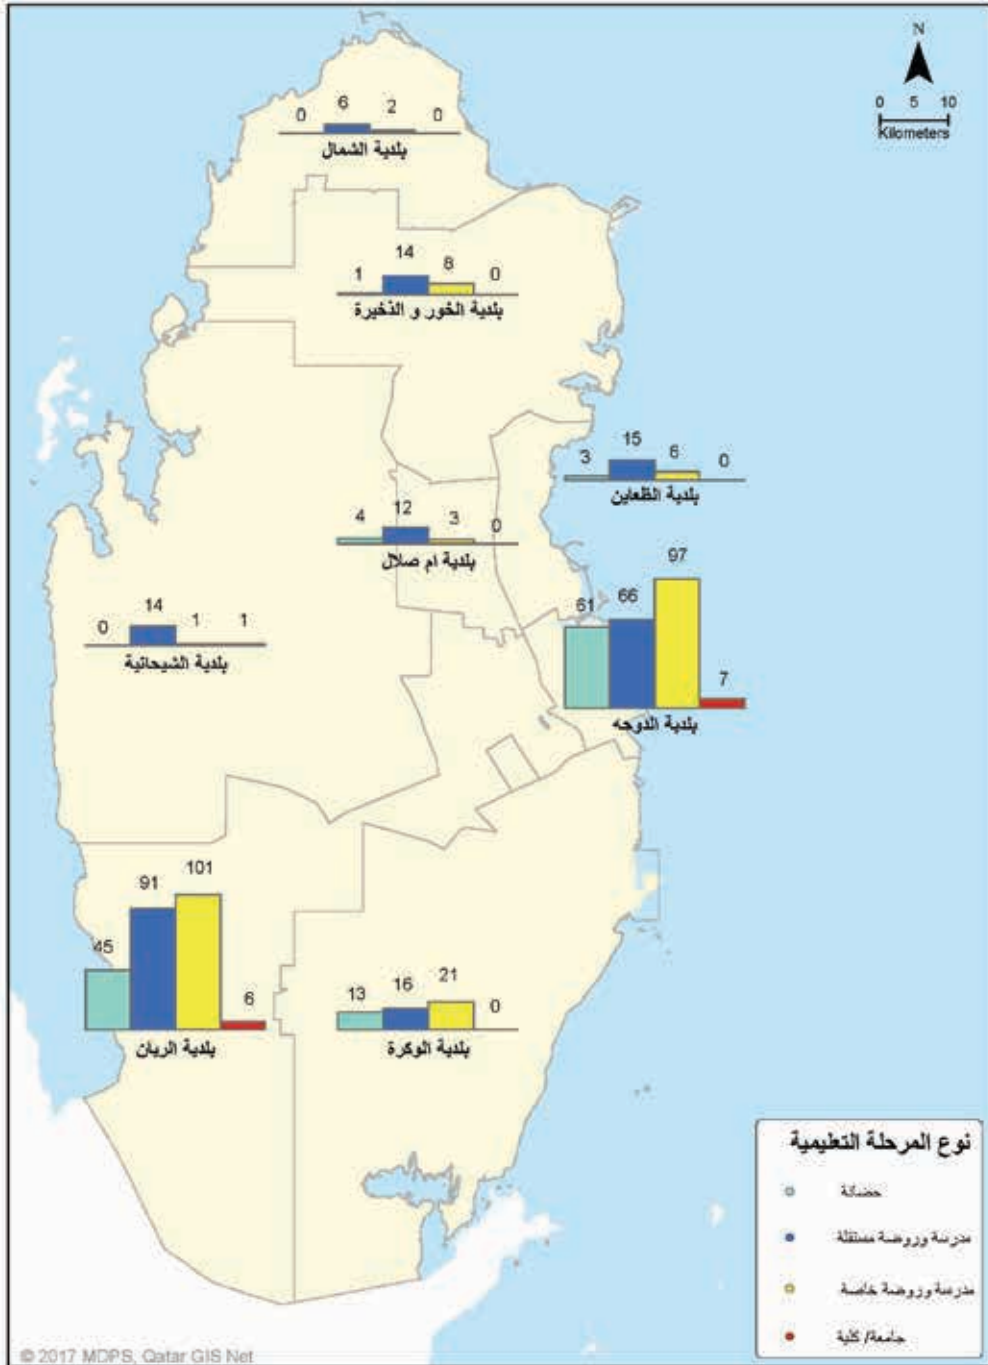 N
0 5 10
Kilometers
0 6 2 0
بلدية الشمال
1 14 8 0
بلدية الخور و الذخيرة
3 15 6 0
بلدية الظعاين
4 12 3 0
بلدية ام صلال
0 14 1 1
بلدية الشيحانية
61 66 97 7
بلدية الدوحه
45 91 101 6
بلدية الريان
13 16 21 0
بلدية الوكرة
نوع المرحلة التعليمية
حضانة
مدرسة وروضة مستقلة
مدرسة وروضة خاصة
جامعة/ كلية
© 2017 MDPS, Qatar GIS Net